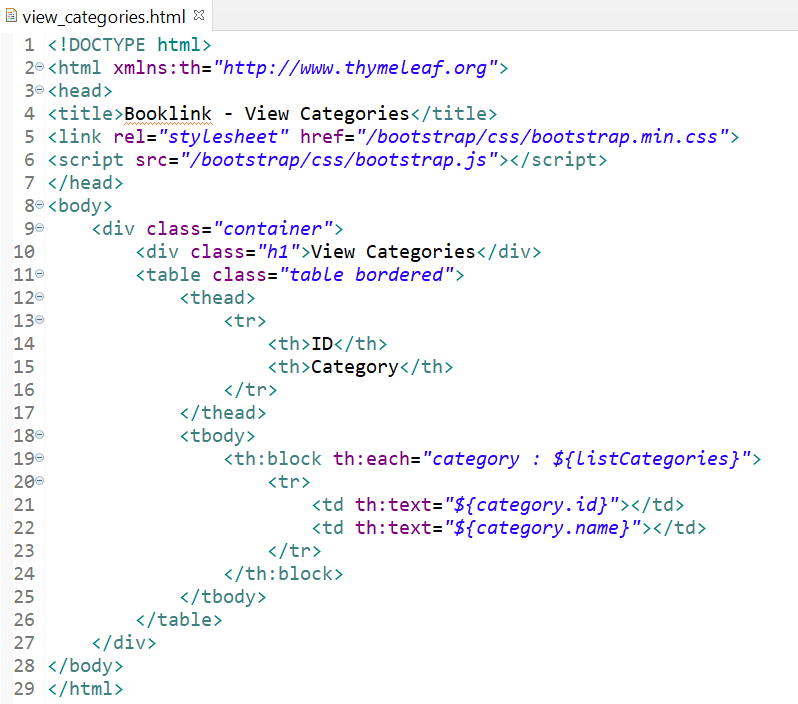 view_categories.html
1 <!DOCTYPE html>
2 <html xmlns:th="http://www.thymeleaf.org">
3 <head>
4 <title>Booklink - View Categories</title>
5 <link rel="stylesheet" href="/bootstrap/css/bootstrap.min.css">
6 <script src="/bootstrap/css/bootstrap.js"></script>
7 </head>
8 <body>
9     <div class="container">
10         <div class="h1">View Categories</div>
11         <table class="table bordered">
12             <thead>
13                 <tr>
14                     <th>ID</th>
15                     <th>Category</th>
16                 </tr>
17             </thead>
18             <tbody>
19                 <th:block th:each="category : ${listCategories}">
20                     <tr>
21                         <td th:text="${category.id}"></td>
22                         <td th:text="${category.name}"></td>
23                     </tr>
24                 </th:block>
25             </tbody>
26         </table>
27     </div>
28 </body>
29 </html>